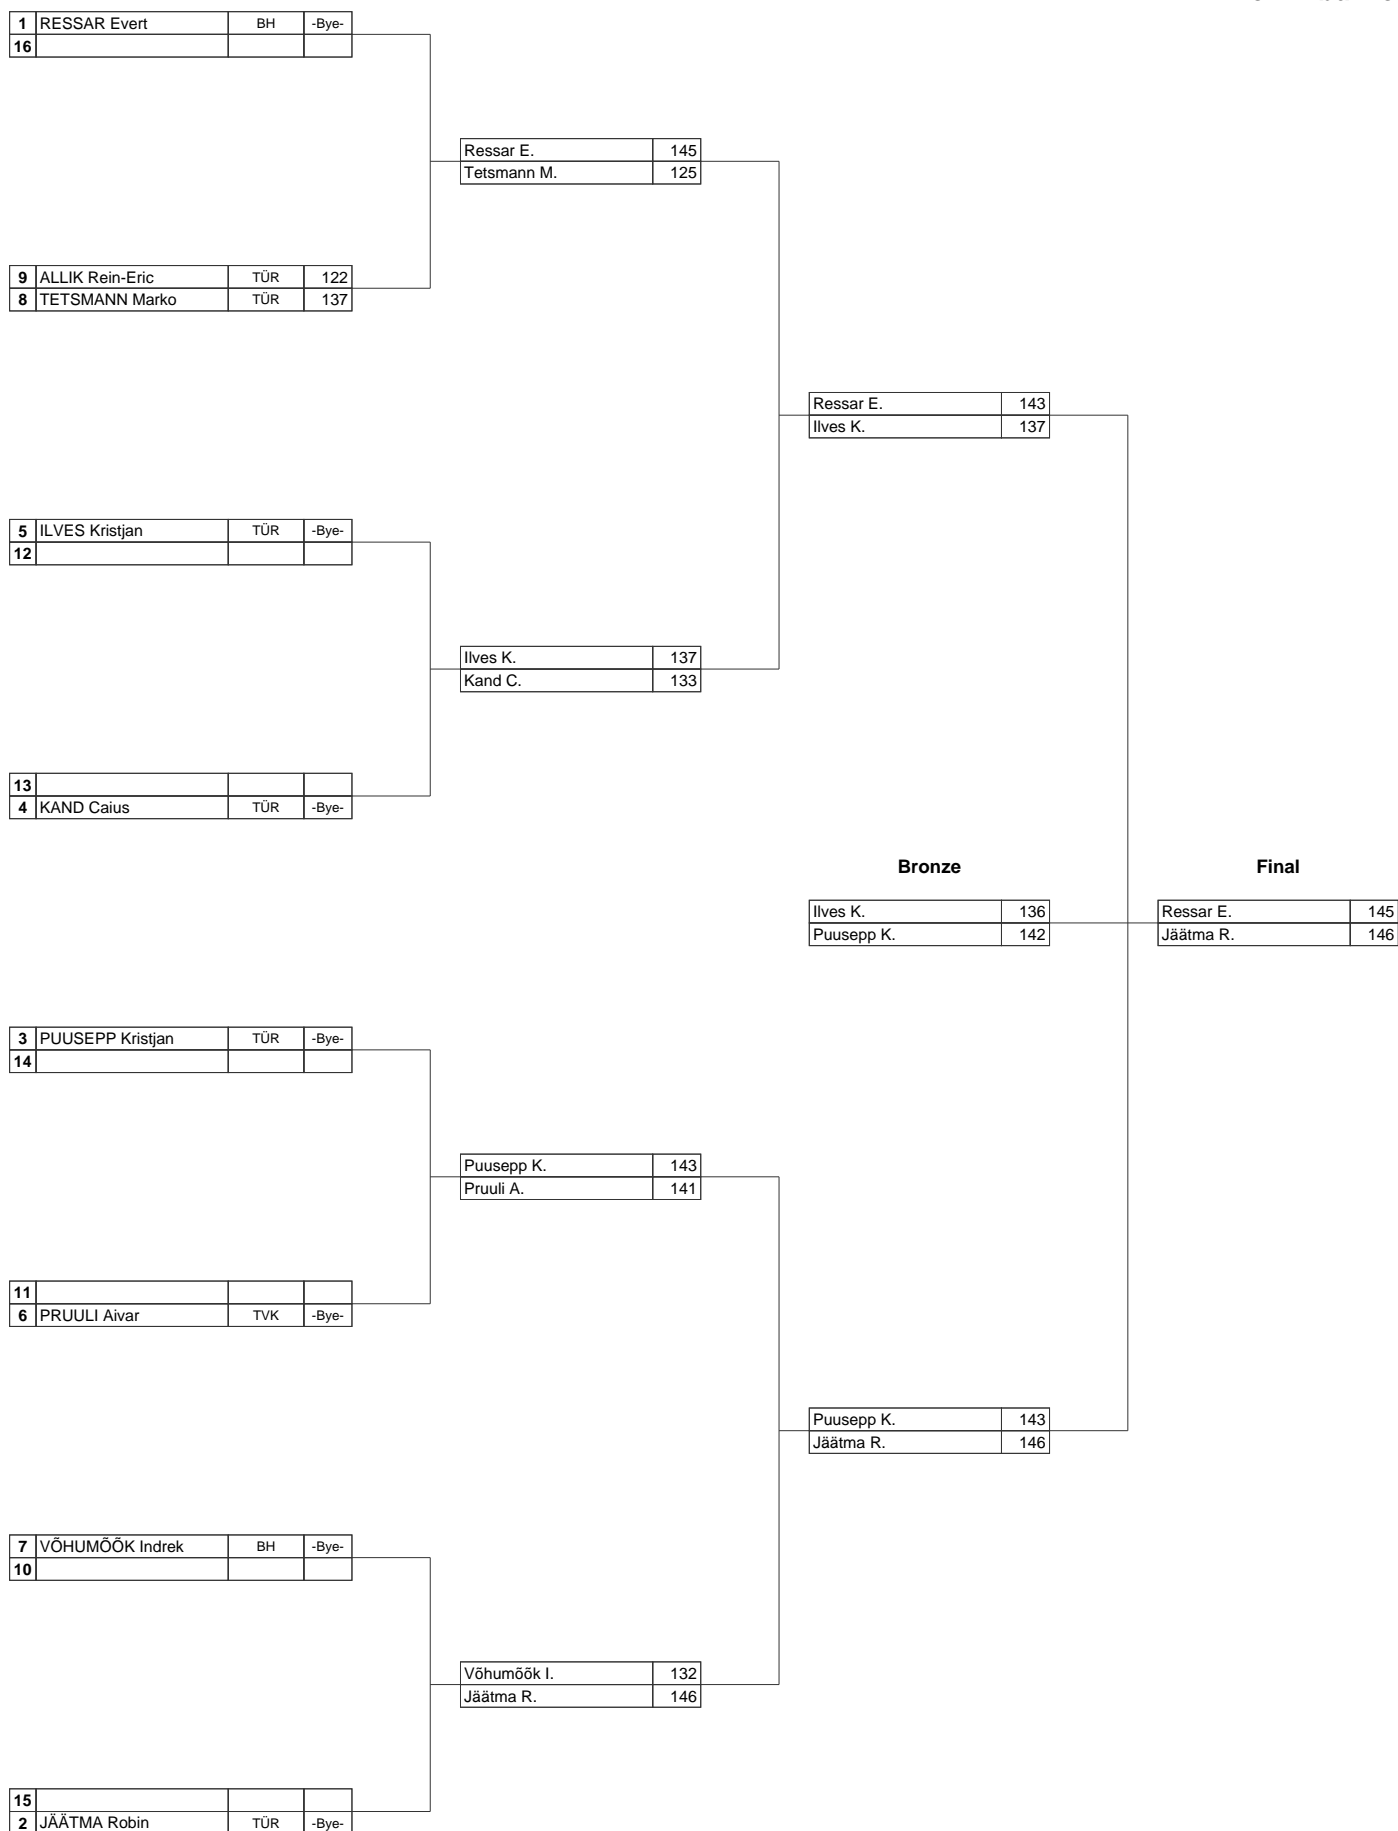 1 RESSAR Evert BH -Bye-
16
Ressar E. 145
Tetsmann M. 125
9 ALLIK Rein-Eric TÜR 122
8 TETSMANN Marko TÜR 137
Ressar E. 143
Ilves K. 137
5 ILVES Kristjan TÜR -Bye-
12
Ilves K. 137
Kand C. 133
13
4 KAND Caius TÜR -Bye-
Bronze Final
Ilves K. 136 Ressar E. 145
Puusepp K. 142 Jäätma R. 146
3 PUUSEPP Kristjan TÜR -Bye-
14
Puusepp K. 143
Pruuli A. 141
11
6 PRUULI Aivar TVK -Bye-
Puusepp K. 143
Jäätma R. 146
7 VÕHUMÕÕK Indrek BH -Bye-
10
Võhumõõk I. 132
Jäätma R. 146
15
2 JÄÄTMA Robin TÜR -Bye-